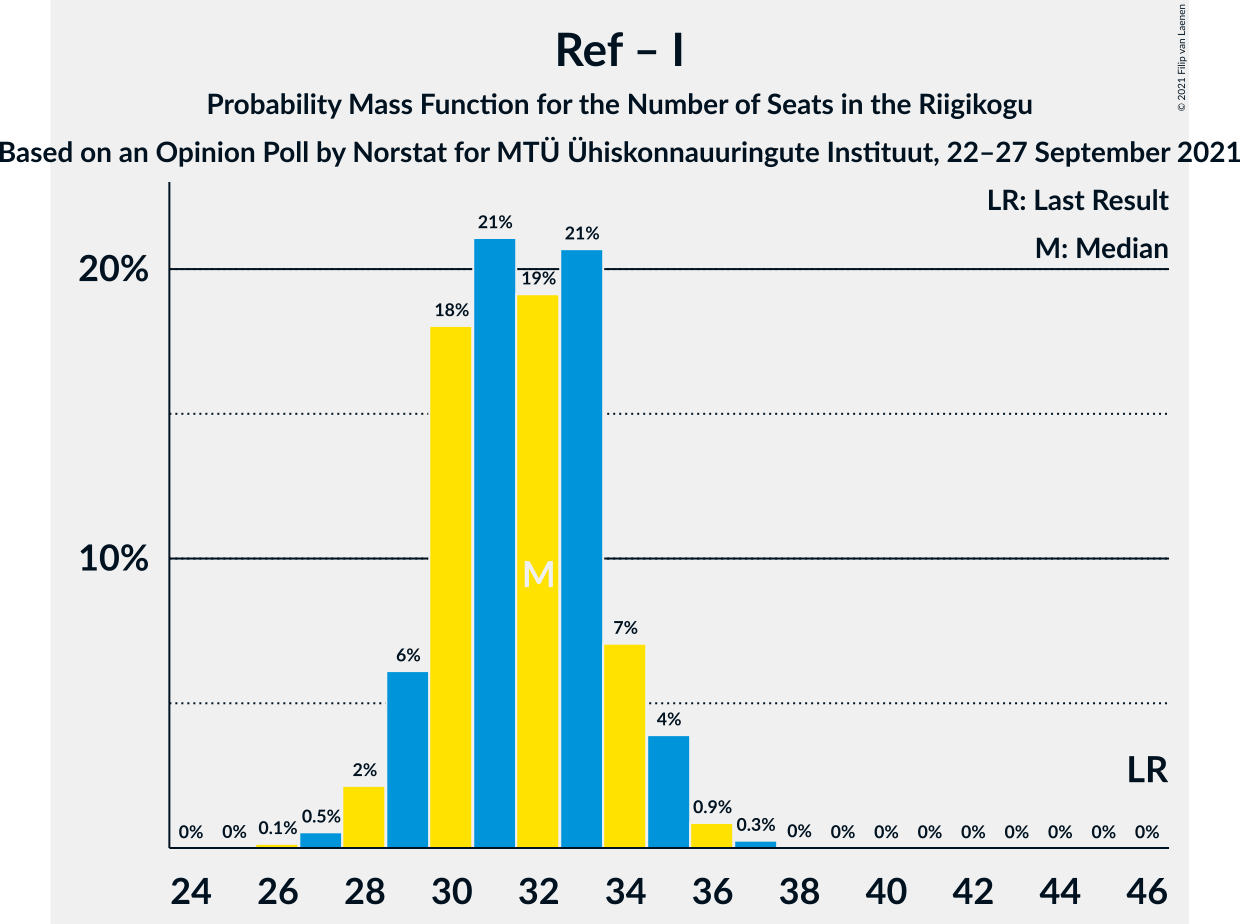 Ref – I
Probability Mass Function for the Number of Seats in the Riigikogu
Based on an Opinion Poll by Norstat for MTÜ Ühiskonnauuringute Instituut, 22–27 September 2021
© 2021 Filip van Laenen
LR: Last Result
M: Median
20%
10%
0% 0% 0.1% 0.5% 2% 6% 18% 21% 19% 21% 7% 4% 0.9% 0.3% 0% 0% 0% 0% 0% 0% 0% 0% 0%
M
LR
24 26 28 30 32 34 36 38 40 42 44 46